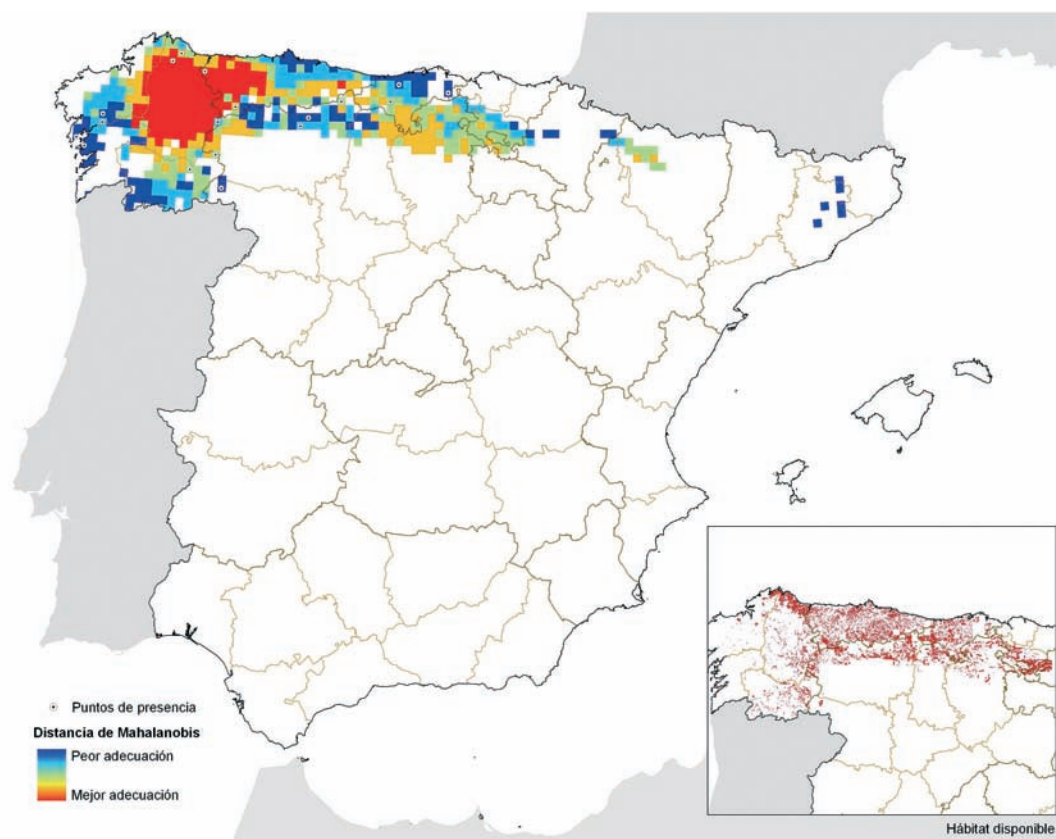 Puntos de presencia
Distancia de Mahalanobis
Peor adecuación
Mejor adecuación
Hábitat disponible